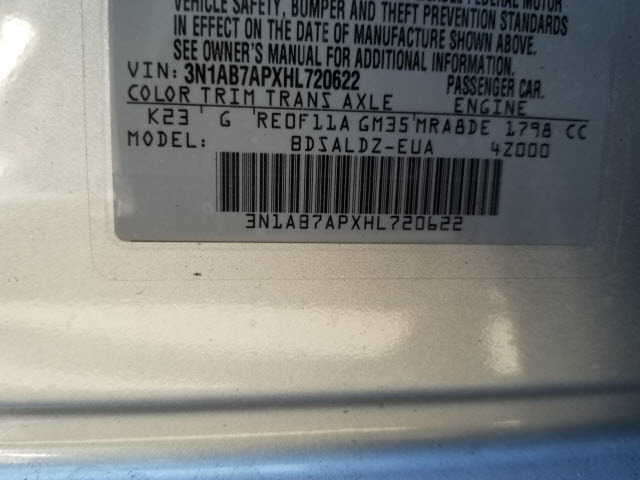 VEHICLE SAFETY, BUMPER AND THEFT PREVENTION STANDARDS
IN EFFECT ON THE DATE OF MANUFACTURE SHOWN ABOVE.
SEE OWNER'S MANUAL FOR ADDITIONAL INFORMATION.
VIN: 3N1AB7APXHL720622 PASSENGER CAR.
COLOR TRIM TRANS AXLE ENGINE
K23 G RE0F11A GM35 MRA8DE 1798 CC
MODEL: BDSALDZ-EUA 4Z000
3N1AB7APXHL720622